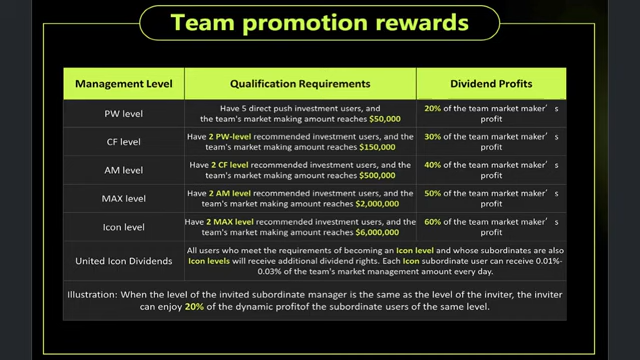 Team promotion rewards
Management Level
Qualification Requirements
Dividend Profits
PW level
Have 5 direct push investment users, and
the team's market making amount reaches $50,000
20% of the team market maker's
profit
CF level
Have 2 PW-level recommended investment users, and the
team's market making amount reaches $150,000
30% of the team market maker's
profit
AM level
Have 2 CF level recommended investment users, and the
team's market making amount reaches $500,000
40% of the team market maker's
profit
MAX level
Have 2 AM level recommended investment users, and the
team's market making amount reaches $2,000,000
50% of the team market maker's
profit
Icon level
Have 2 MAX level recommended investment users, and the
team's market making amount reaches $6,000,000
60% of the team market maker's
profit
United Icon Dividends
All users who meet the requirements of becoming an Icon level and whose subordinates are also
Icon levels will receive additional dividend rights. Each Icon subordinate user can receive 0.01%-
0.03% of the team's market management amount every day.
Illustration: When the level of the invited subordinate manager is the same as the level of the inviter, the inviter
can enjoy 20% of the dynamic profitof the subordinate users of the same level.